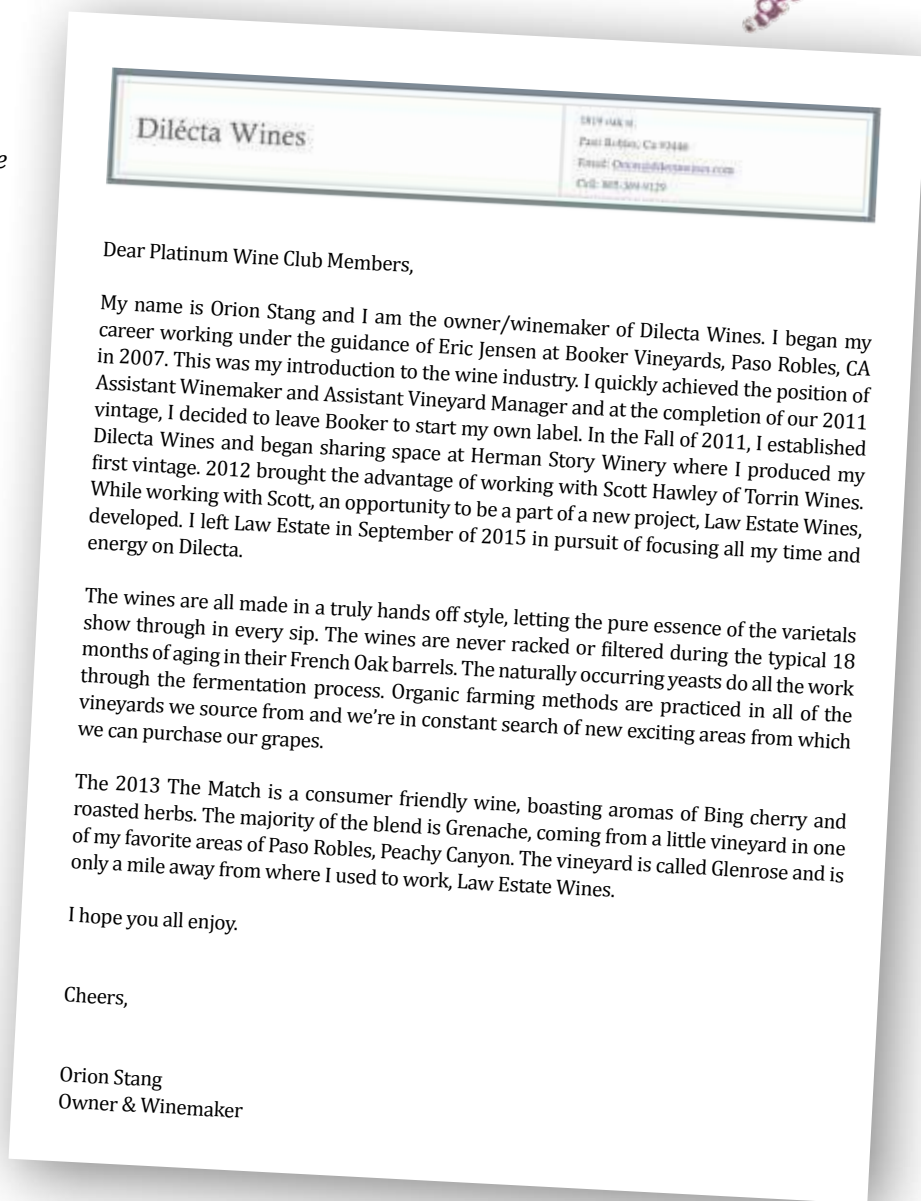 Dilécta Wines
Paso Robles, Ca 93446
Dear Platinum Wine Club Members,
My name is Orion Stang and I am the owner/winemaker of Dilecta Wines. I began my
career working under the guidance of Eric Jensen at Booker Vineyards, Paso Robles, CA
in 2007. This was my introduction to the wine industry. I quickly achieved the position of
Assistant Winemaker and Assistant Vineyard Manager and at the completion of our 2011
vintage, I decided to leave Booker to start my own label. In the Fall of 2011, I established
Dilecta Wines and began sharing space at Herman Story Winery where I produced my
first vintage. 2012 brought the advantage of working with Scott Hawley of Torrin Wines.
While working with Scott, an opportunity to be a part of a new project, Law Estate Wines,
developed. I left Law Estate in September of 2015 in pursuit of focusing all my time and
energy on Dilecta.
The wines are all made in a truly hands off style, letting the pure essence of the varietals
show through in every sip. The wines are never racked or filtered during the typical 18
months of aging in their French Oak barrels. The naturally occurring yeasts do all the work
through the fermentation process. Organic farming methods are practiced in all of the
vineyards we source from and we're in constant search of new exciting areas from which
we can purchase our grapes.
The 2013 The Match is a consumer friendly wine, boasting aromas of Bing cherry and
roasted herbs. The majority of the blend is Grenache, coming from a little vineyard in one
of my favorite areas of Paso Robles, Peachy Canyon. The vineyard is called Glenrose and is
only a mile away from where I used to work, Law Estate Wines.
I hope you all enjoy.
Cheers,
Orion Stang
Owner & Winemaker